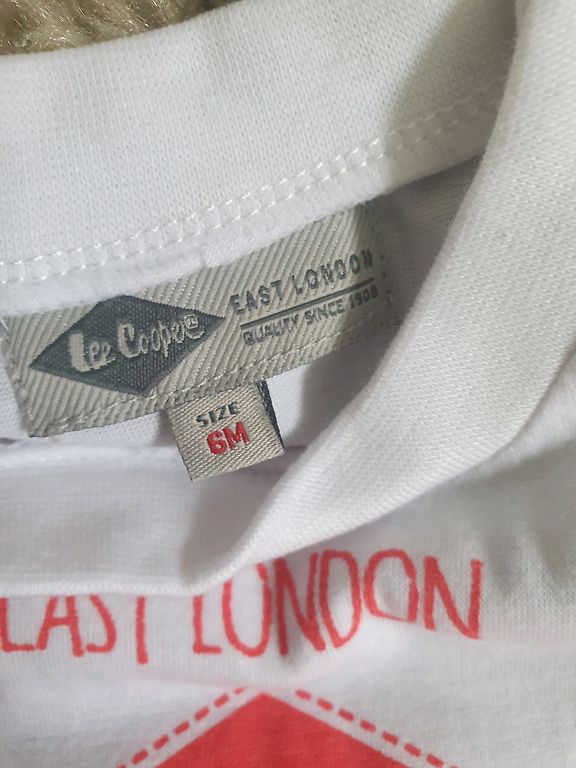 Lee Cooper®
EAST LONDON
QUALITY SINCE 1908
SIZE
6M
EAST LONDON